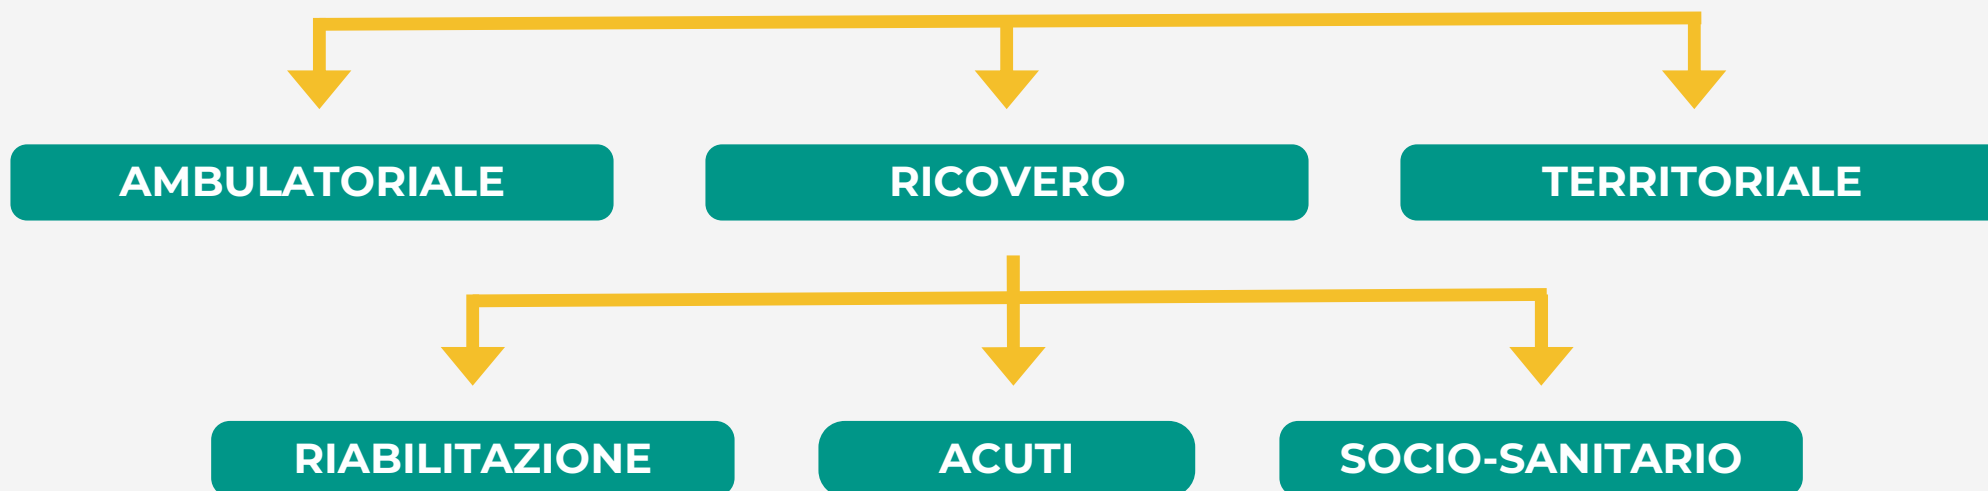 AMBULATORIALE
RICOVERO
TERRITORIALE
RIABILITAZIONE
ACUTI
SOCIO-SANITARIO